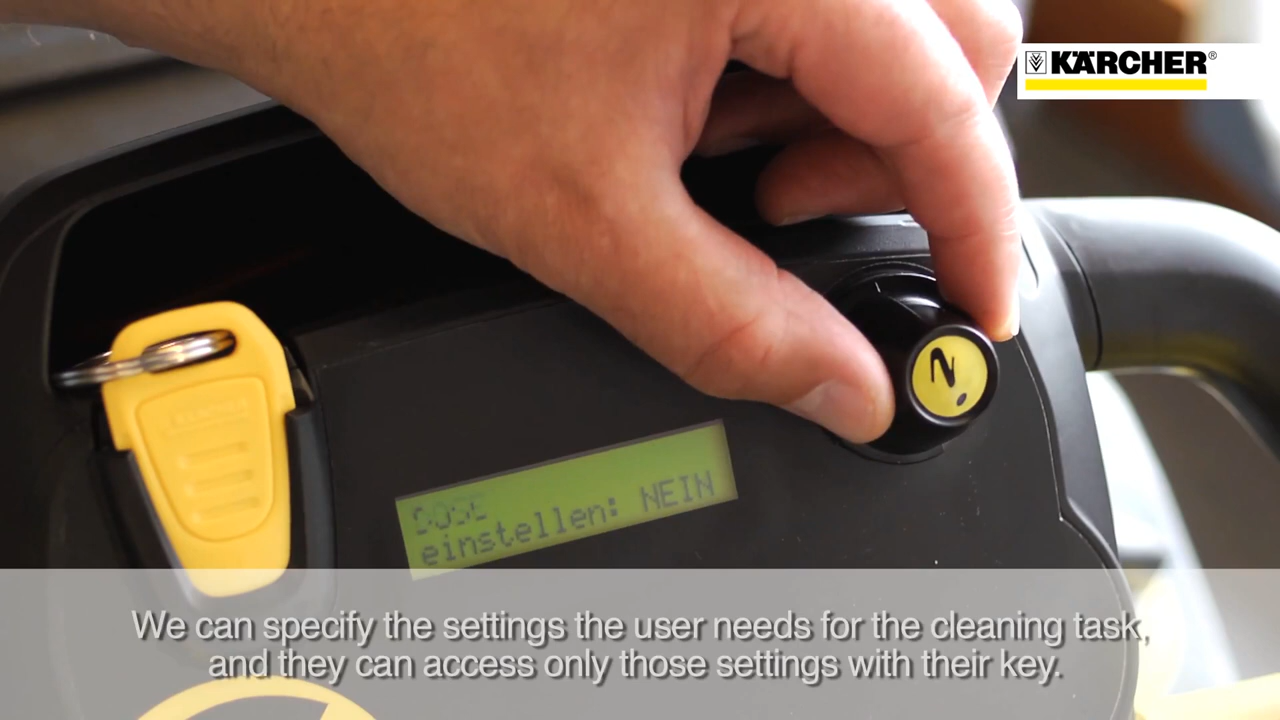 KÄRCHER®
einstellen: NEIN
We can specify the settings the user needs for the cleaning task,
and they can access only those settings with their key.